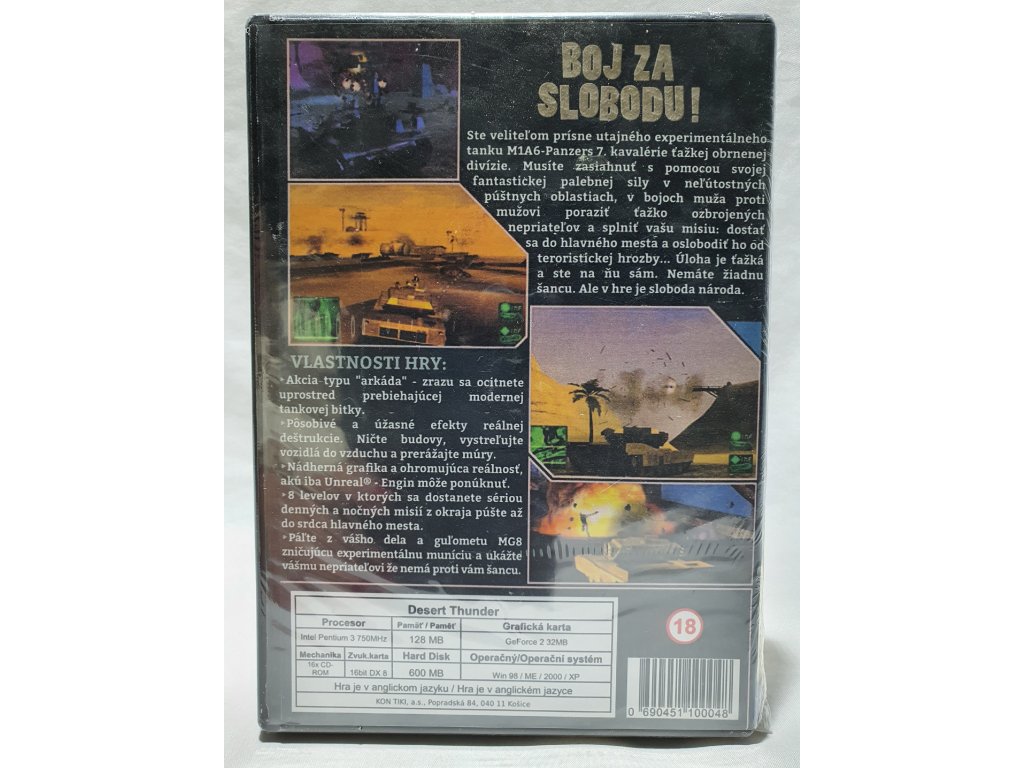 BOJ ZA
SLOBODU!
Ste veliteľom prísne utajného experimentálneho
tanku M1A6-Panzers 7. kavalérie ťažkej obrnenej
divízie. Musíte zasiahnuť s pomocou svojej
fantastickej palebnej sily v neľútostných
púštnych oblastiach, v bojoch muža proti
mužovi poraziť ťažko ozbrojených
nepriateľov a splniť vašu misiu: dostať
sa do hlavného mesta a oslobodiť ho od
teroristickej hrozby... Úloha je ťažká
a ste na ňu sám. Nemáte žiadnu
šancu. Ale v hre je sloboda národa.
VLASTNOSTI HRY:
‣Akcia typu "arkáda" - zrazu sa ocitnete
uprostred prebiehajúcej modernej
tankovej bitky.
‣Pôsobivé a úžasné efekty reálnej
deštrukcie. Ničte budovy, vystreľujte
vozidlá do vzduchu a prerážajte múry.
‣Nádherná grafika a ohromujúca reálnosť,
akú iba Unreal® - Engin môže ponúknuť.
‣8 levelov v ktorých sa dostanete sériou
denných a nočných misií z okraja púšte až
do srdca hlavného mesta.
‣Páľte z vášho dela a guľometu MG8
zničujúcu experimentálnu muníciu a ukážte
vášmu nepriateľovi že nemá proti vám šancu.
Desert Thunder
Procesor Pamäť / Paměť Grafická karta
Intel Pentium 3 750MHz 128 MB GeForce 2 32MB
Mechanika Zvuk.karta Hard Disk Operačný/Operační systém
16x CD-ROM 16bit DX 8 600 MB Win 98 / ME / 2000 / XP
Hra je v anglickom jazyku / Hra je v anglickém jazyce
KON TIKI, a.s., Popradská 84, 040 11 Košice
18
0 690451 100048